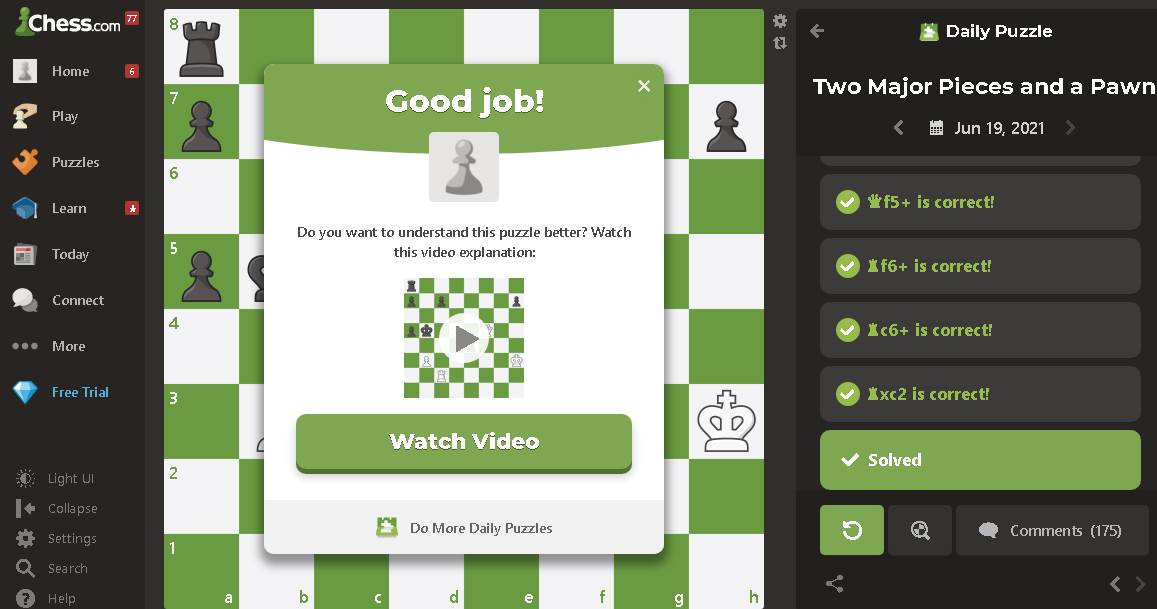 Chess.com
77
Home
6
Play
Puzzles
Learn
Today
Connect
More
Free Trial
Light UI
Collapse
Settings
Search
Help
8
7
6
5
4
3
2
1
a
b
c
d
e
f
g
h
Good job!
Do you want to understand this puzzle better? Watch
this video explanation:
Watch Video
Do More Daily Puzzles
Daily Puzzle
Two Major Pieces and a Pawn
Jun 19, 2021
♛f5+ is correct!
♜f6+ is correct!
♜c6+ is correct!
♜xc2 is correct!
Solved
Comments (175)